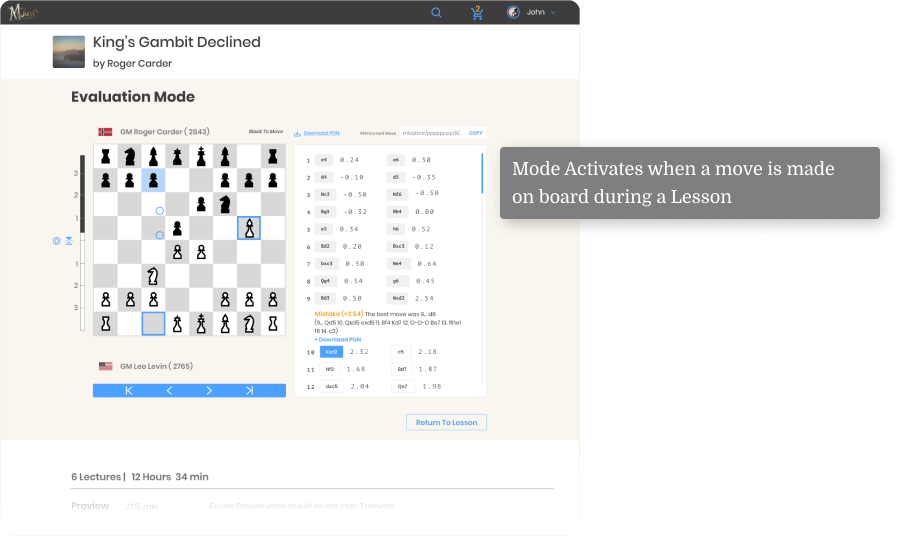 2
John
King's Gambit Declined
by Roger Carder
Evaluation Mode
GM Roger Carder ( 2843)
Back To Move
Download PGN
FEN Current Move
COPY
3
2
1
1
2
3
GM Leo Levin ( 2765)
1 e4 0.24 e6 0.50
2 d4 -0.10 d5 -0.35
3 Nc3 -0.50 Nf6 -0.50
4 Bg5 -0.32 Bb4 0.00
5 e5 0.34 h6 0.52
6 Bd2 0.20 Bxc3 0.12
7 bxc3 0.50 Ne4 0.64
8 Qg4 0.54 g6 0.45
9 Bd3 0.50 Nxd2 2.54
Mistake (+2.54) The best move was 9... c6
(9... Qd5 10. Qxd5 axd5 11. Bf4 Kd7 12. O-O-O Be7 13. Rho1
f6 14. c3)
+ Download PGN
10 Kxd2 2.32 c5 2.18
11 Nf3 1.68 Bd7 1.87
12 dxc5 2.04 Qe7 1.98
Return To Lesson
Mode Activates when a move is made
on board during a Lesson
6 Lectures | 12 Hours 34 min
Preview 2:05 min Course Preview video should be less than 2 minutes.